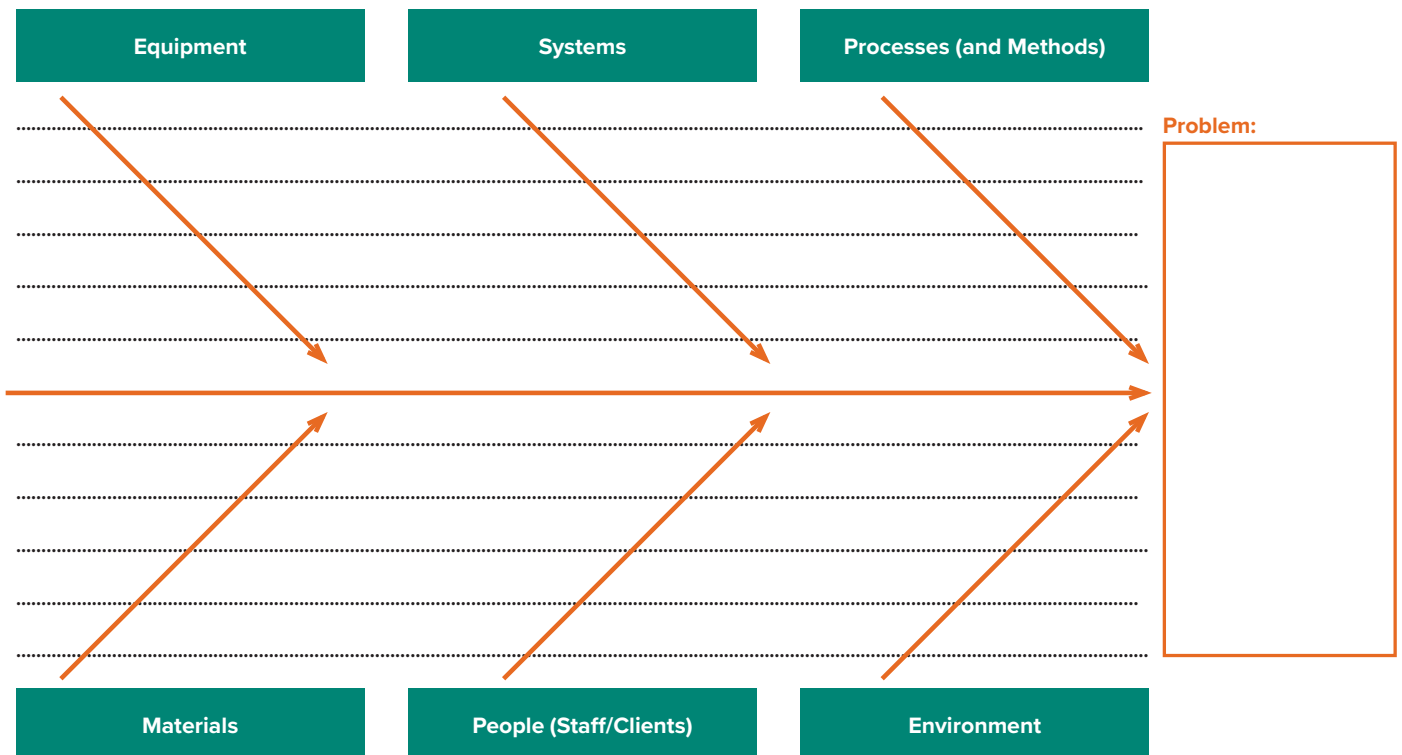 Equipment
Systems
Processes (and Methods)
Problem:
Materials
People (Staff/Clients)
Environment